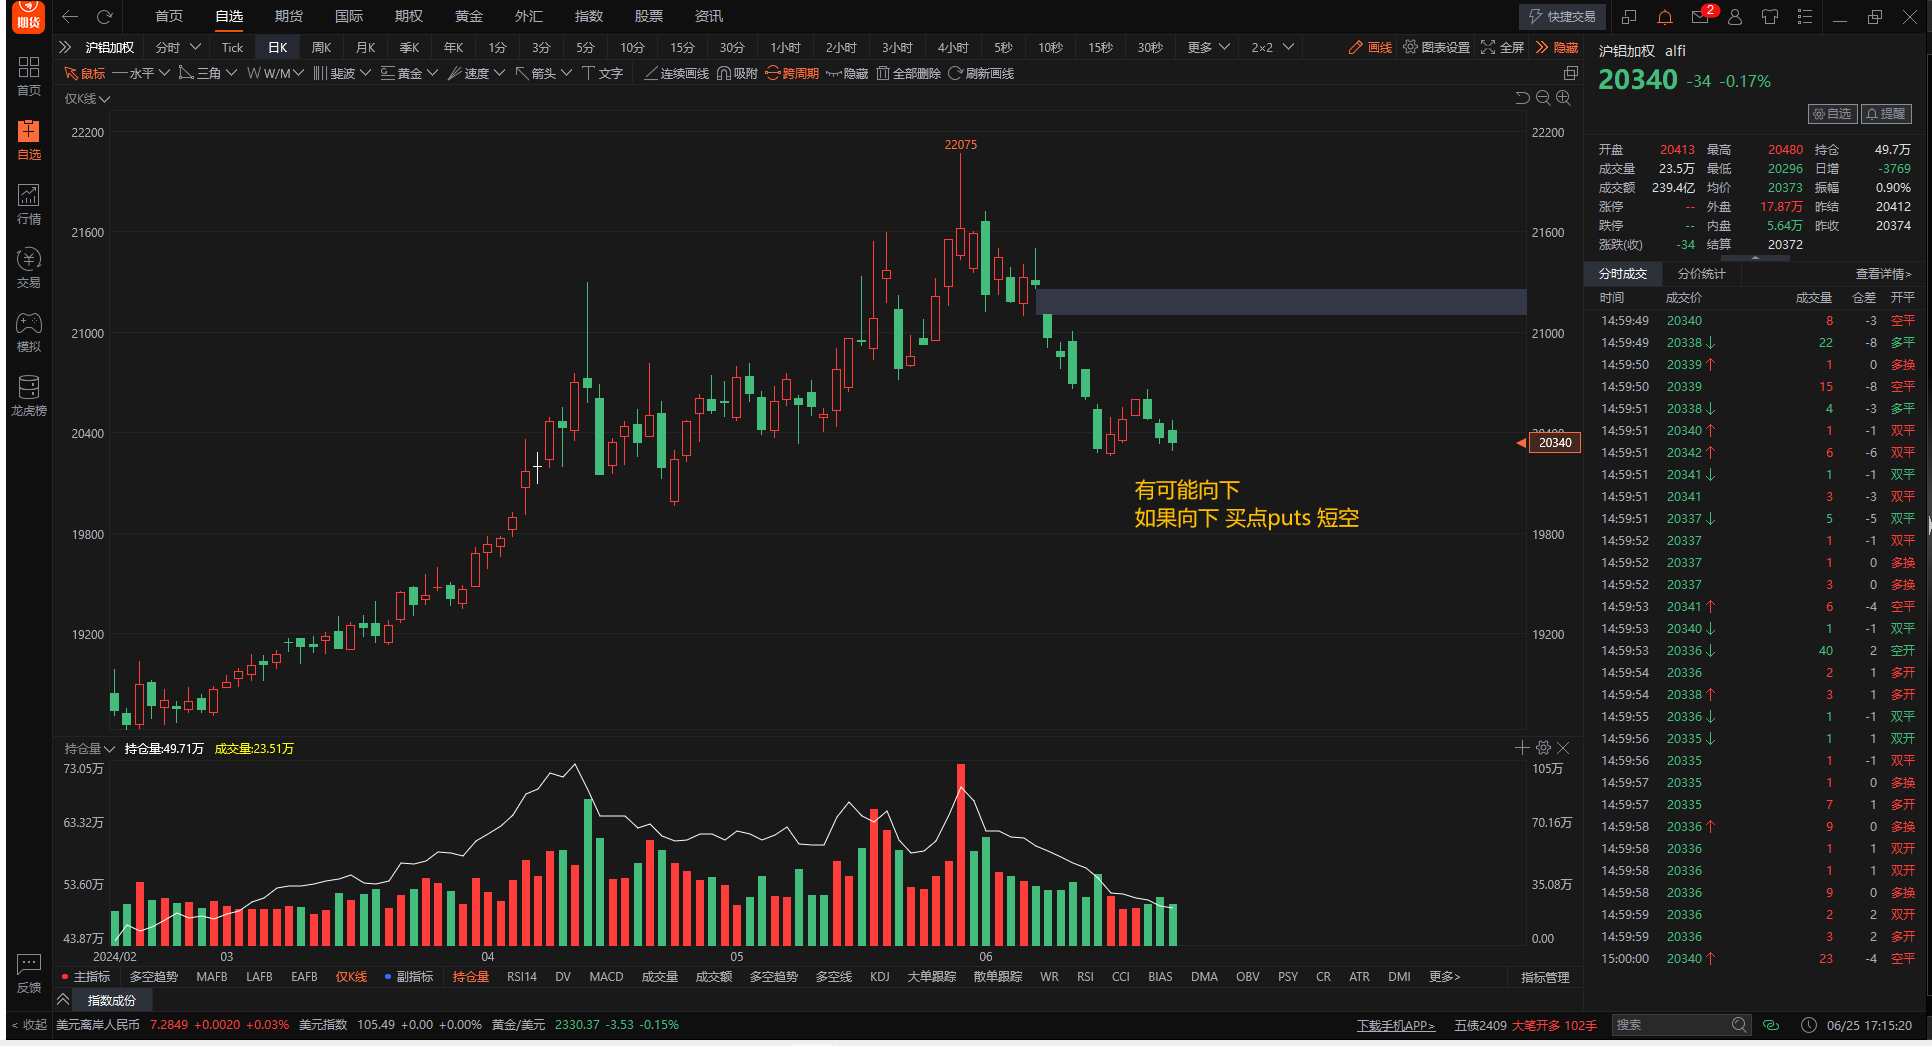 期货
首页 自选 期货 国际 期权 黄金 外汇 指数 股票 资讯
快捷交易 2
沪铝加权 分时 Tick 日K 周K 月K 季K 年K 1分 3分 5分 10分 15分 30分 1小时 2小时 3小时 4小时 5秒 10秒 15秒 30秒 更多 2×2 画线 图表设置 全屏 隐藏
鼠标 水平 三角 W/M 斐波 黄金 速度 箭头 文字 连续画线 吸附 跨周期 隐藏 全部删除 刷新画线
首页
自选
行情
交易
模拟
龙虎榜
反馈
仅K线
22200 22200
22075
21600 21600
21000 21000
20400
20340
19800 19800
19200 19200
有可能向下
如果向下 买点puts 短空
持仓量 持仓量:49.71万 成交量:23.51万
73.05万 105万
63.32万 70.16万
53.60万 35.08万
43.87万 0.00
2024/02 03 04 05 06
主指标 多空趋势 MAFB LAFB EAFB 仅K线 副指标 持仓量 RSI14 DV MACD 成交量 成交额 多空趋势 多空线 KDJ 大单跟踪 散单跟踪 WR RSI CCI BIAS DMA OBV PSY CR ATR DMI 更多> 指标管理
指数成份
沪铝加权 alfi
20340 -34 -0.17%
自选 提醒
开盘 20413 最高 20480 持仓 49.7万
成交量 23.5万 最低 20296 日增 -3769
成交额 239.4亿 均价 20373 振幅 0.90%
涨停 -- 外盘 17.87万 昨结 20412
跌停 -- 内盘 5.64万 昨收 20374
涨跌(收) -34 结算 20372
分时成交 分价统计 查看详情>
时间 成交价 成交量 仓差 开平
14:59:49 20340 8 -3 空平
14:59:49 20338↓ 22 -8 多平
14:59:50 20339↑ 1 0 多换
14:59:50 20339 15 -8 空平
14:59:51 20338↓ 4 -3 多平
14:59:51 20340↑ 1 -1 双平
14:59:51 20342↑ 6 -6 双平
14:59:51 20341↓ 1 -1 双平
14:59:51 20341 3 -3 双平
14:59:51 20337↓ 5 -5 双平
14:59:52 20337 1 -1 双平
14:59:52 20337 1 0 多换
14:59:52 20337 3 0 多换
14:59:53 20341↑ 6 -4 空平
14:59:53 20340↓ 1 -1 双平
14:59:53 20336↓ 40 2 空开
14:59:54 20336 2 1 多开
14:59:54 20338↑ 3 1 多开
14:59:55 20336↓ 1 -1 双平
14:59:56 20335↓ 1 1 双开
14:59:56 20335 1 -1 双平
14:59:57 20335 1 0 多换
14:59:57 20335 7 1 多开
14:59:58 20336↑ 9 0 多换
14:59:58 20336 1 1 双开
14:59:58 20336 1 1 双开
14:59:58 20336 9 0 多换
14:59:59 20336 2 2 双开
14:59:59 20336 3 2 多开
15:00:00 20340↑ 23 -4 空平
< 收起 美元离岸人民币 7.2849 +0.0020 +0.03% 美元指数 105.49 +0.00 +0.00% 黄金/美元 2330.37 -3.53 -0.15% 下载手机APP> 五债2409 大笔开多 102手 搜索 06/25 17:15:20